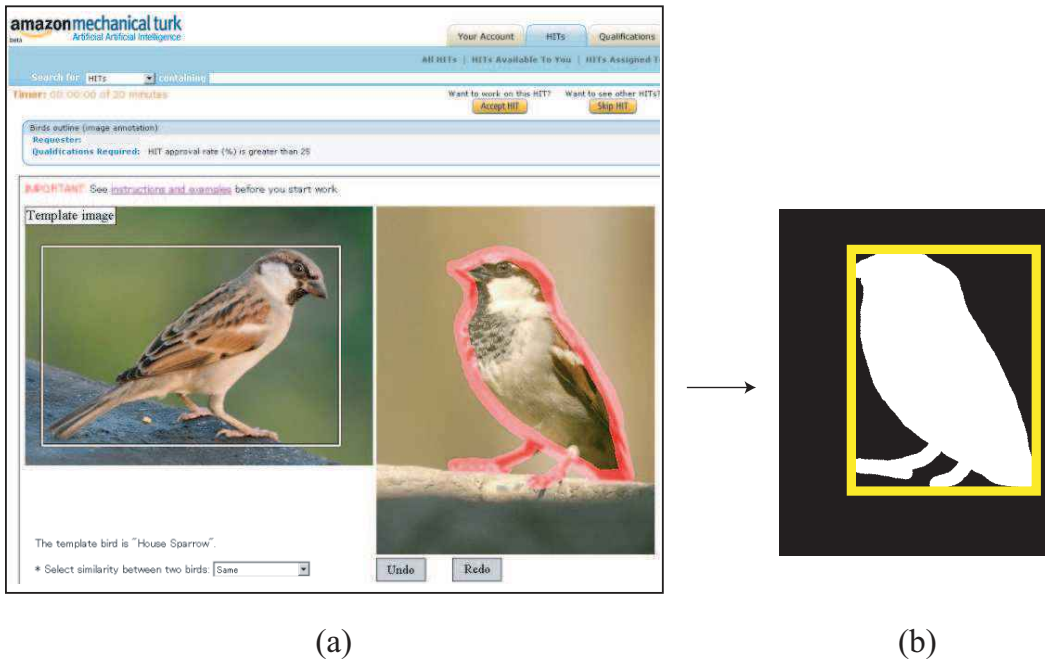 amazonmechanical turk
beta Artificial Artificial Intelligence
Your Account HITs Qualifications
All HITs | HITs Available To You | HITs Assigned T
Search for HITs containing
Timer: 00:00:00 of 20 minutes
Want to work on this HIT? Want to see other HITs?
Accept HIT Skip HIT
Birds outline (image annotation)
Requester:
Qualifications Required: HIT approval rate (%) is greater than 25
IMPORTANT See instructions and examples before you start work.
Template image
The template bird is "House Sparrow".
* Select similarity between two birds: Same
Undo Redo
(a) (b)